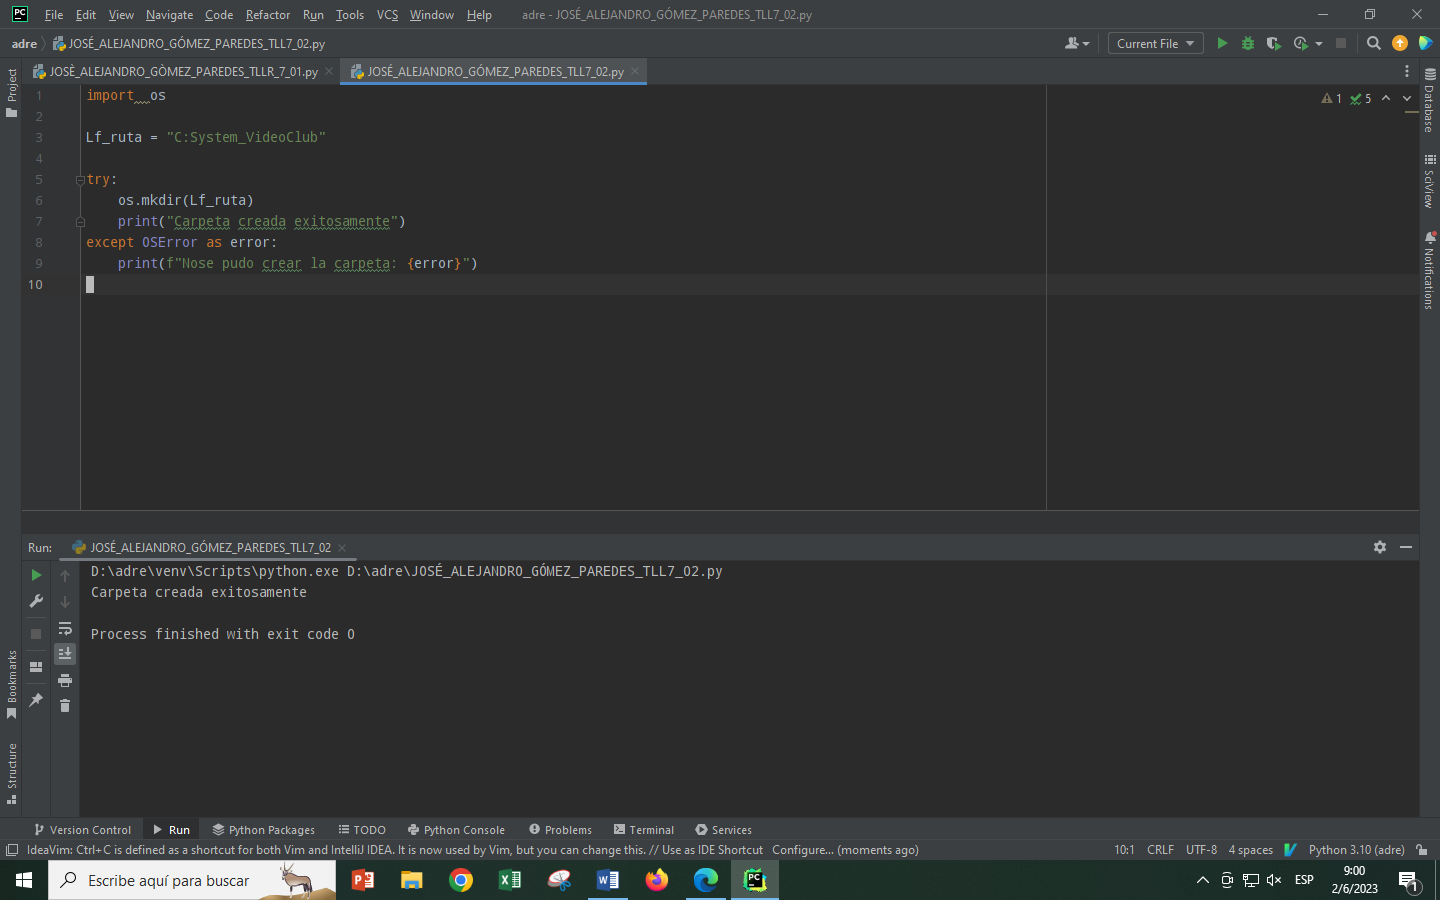 File Edit View Navigate Code Refactor Run Tools VCS Window Help adre - JOSÉ_ALEJANDRO_GÓMEZ_PAREDES_TLL7_02.py
adre JOSÉ_ALEJANDRO_GÓMEZ_PAREDES_TLL7_02.py Current File
Project
JOSÈ_ALEJANDRO_GÒMEZ_PAREDES_TLLR_7_01.py JOSÉ_ALEJANDRO_GÓMEZ_PAREDES_TLL7_02.py
1 import  os
2
3 Lf_ruta = "C:System_VideoClub"
4
5 try:
6     os.mkdir(Lf_ruta)
7     print("Carpeta creada exitosamente")
8 except OSError as error:
9     print(f"Nose pudo crear la carpeta: {error}")
10
1 5
Database
SciView
Notifications
Run: JOSÉ_ALEJANDRO_GÓMEZ_PAREDES_TLL7_02
D:\adre\venv\Scripts\python.exe D:\adre\JOSÉ_ALEJANDRO_GÓMEZ_PAREDES_TLL7_02.py
Carpeta creada exitosamente
Process finished with exit code 0
Bookmarks
Structure
Version Control Run Python Packages TODO Python Console Problems Terminal Services
IdeaVim: Ctrl+C is defined as a shortcut for both Vim and IntelliJ IDEA. It is now used by Vim, but you can change this. // Use as IDE Shortcut Configure... (moments ago) 10:1 CRLF UTF-8 4 spaces Python 3.10 (adre)
Escribe aquí para buscar ESP 9:00
2/6/2023
1